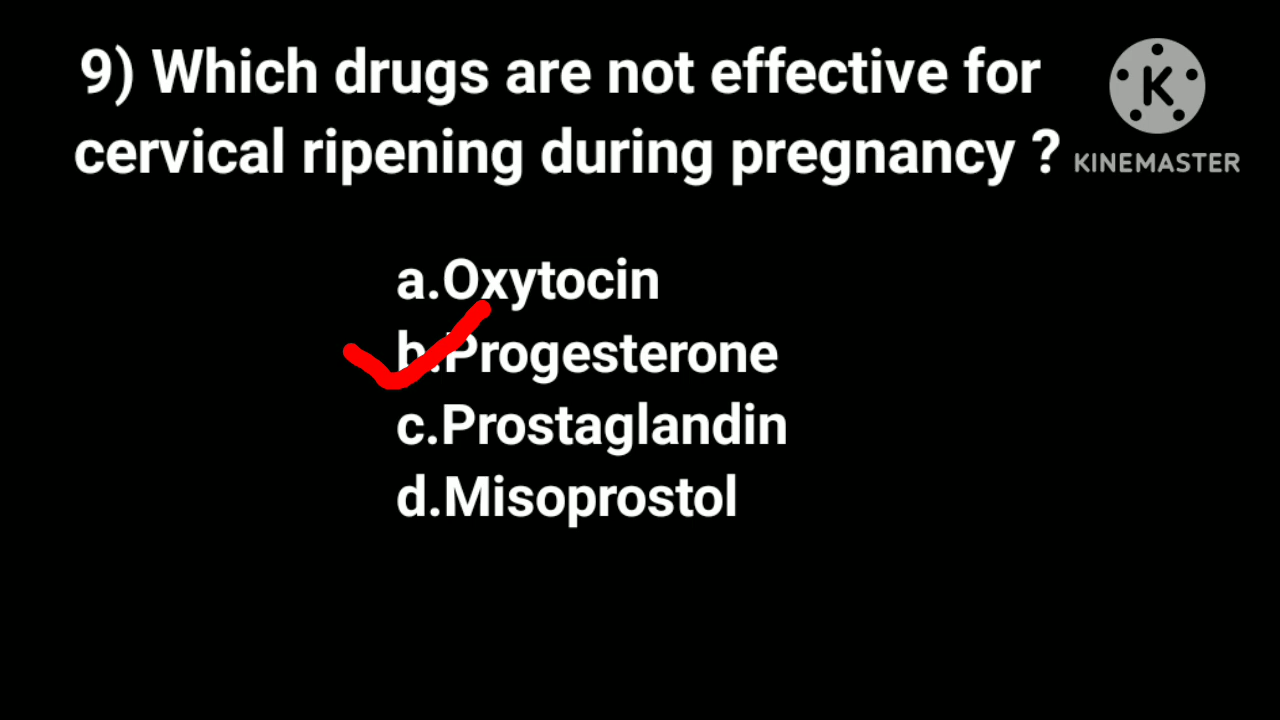 9) Which drugs are not effective for
cervical ripening during pregnancy ?
K
KINEMASTER
a.Oxytocin
b.Progesterone
c.Prostaglandin
d.Misoprostol